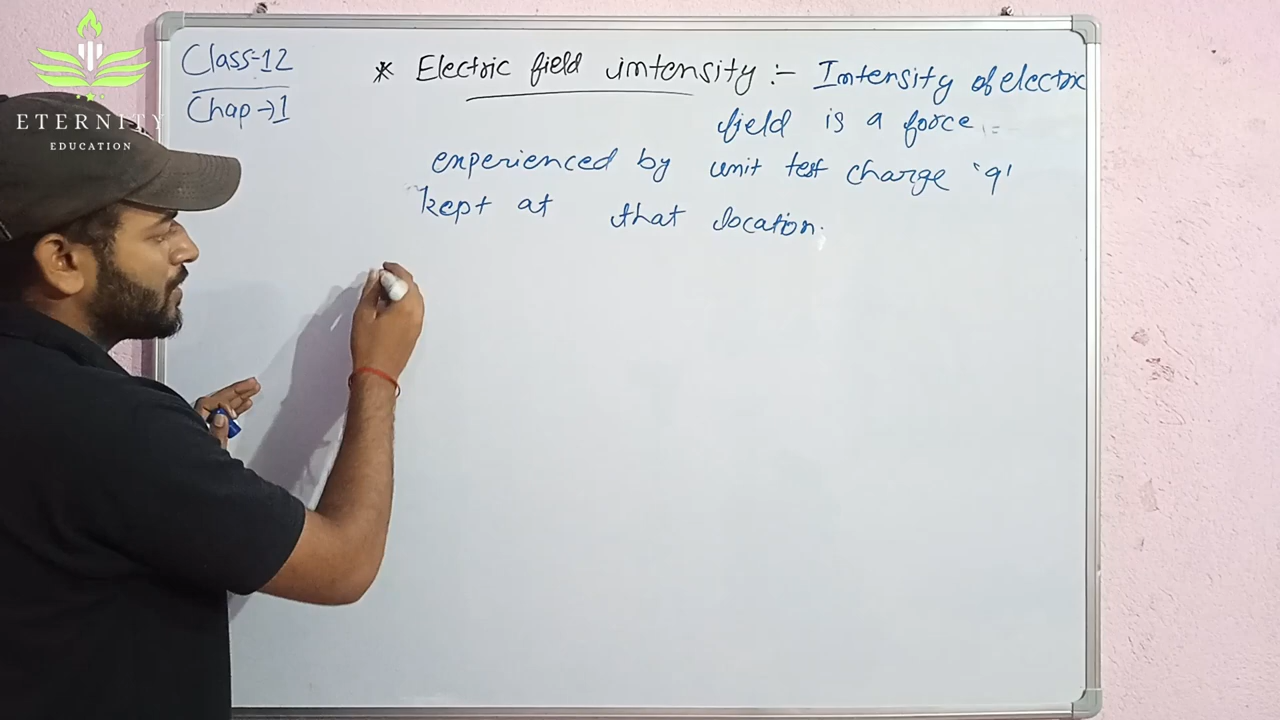 ETERNITY
EDUCATION
Class-12
Chap→1
* Electric field intensity :- Intensity of electric
field is a force
experienced by unit test charge 'q'
kept at that location.